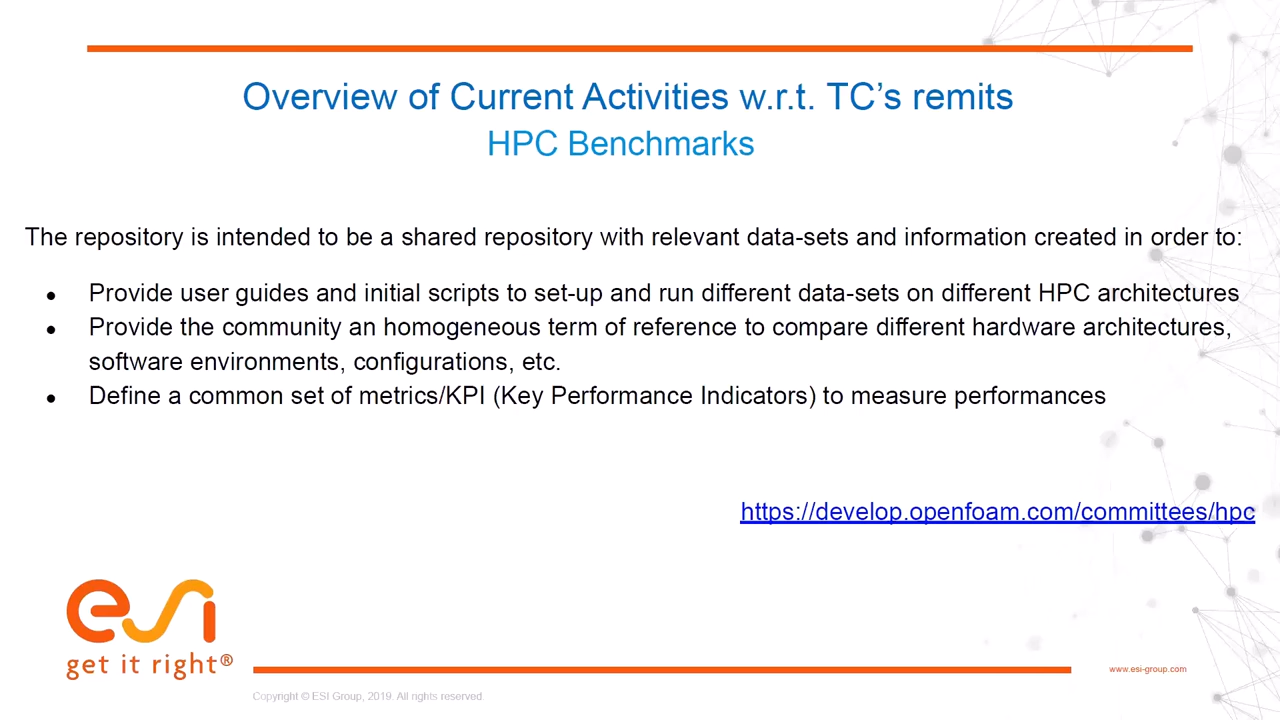 Overview of Current Activities w.r.t. TC’s remits
HPC Benchmarks
The repository is intended to be a shared repository with relevant data-sets and information created in order to:
● Provide user guides and initial scripts to set-up and run different data-sets on different HPC architectures
● Provide the community an homogeneous term of reference to compare different hardware architectures,
software environments, configurations, etc.
● Define a common set of metrics/KPI (Key Performance Indicators) to measure performances
https://develop.openfoam.com/committees/hpc
esi
get it right®
www.esi-group.com
Copyright © ESI Group, 2019. All rights reserved.